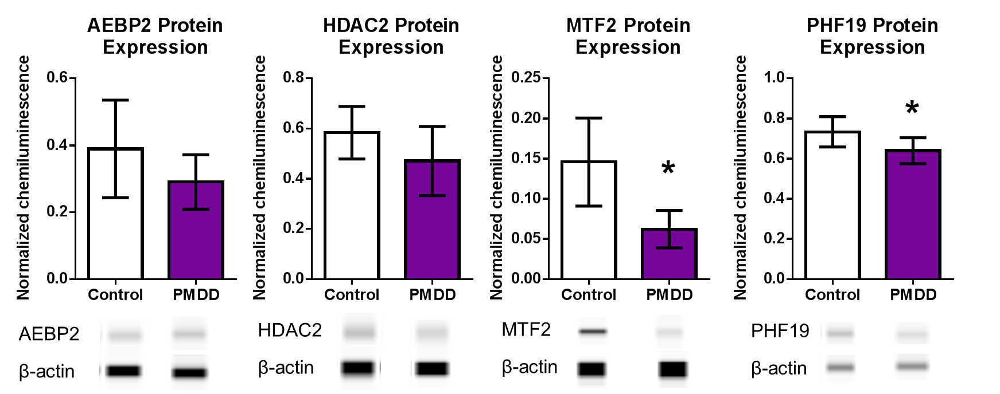 AEBP2 Protein
Expression
Normalized chemiluminescence
0.6
0.4
0.2
0.0
Control PMDD
AEBP2
β-actin
HDAC2 Protein
Expression
Normalized chemiluminescence
0.8
0.6
0.4
0.2
0.0
Control PMDD
HDAC2
β-actin
MTF2 Protein
Expression
Normalized chemiluminescence
0.25
0.20
0.15
0.10
0.05
0.00
*
Control PMDD
MTF2
β-actin
PHF19 Protein
Expression
Normalized chemiluminescence
1.0
0.8
0.6
0.4
0.2
0.0
*
Control PMDD
PHF19
β-actin